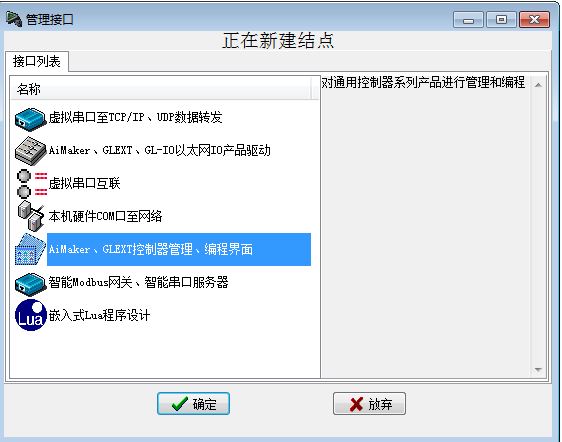 管理接口
正在新建结点
接口列表
名称
对通用控制器系列产品进行管理和编程
虚拟串口至TCP/IP、UDP数据转发
AiMaker、GLEXT、GL-IO以太网IO产品驱动
虚拟串口互联
本机硬件COM口至网络
AiMaker、GLEXT控制器管理、编程界面
智能Modbus网关、智能串口服务器
Lua
嵌入式Lua程序设计
确定
放弃